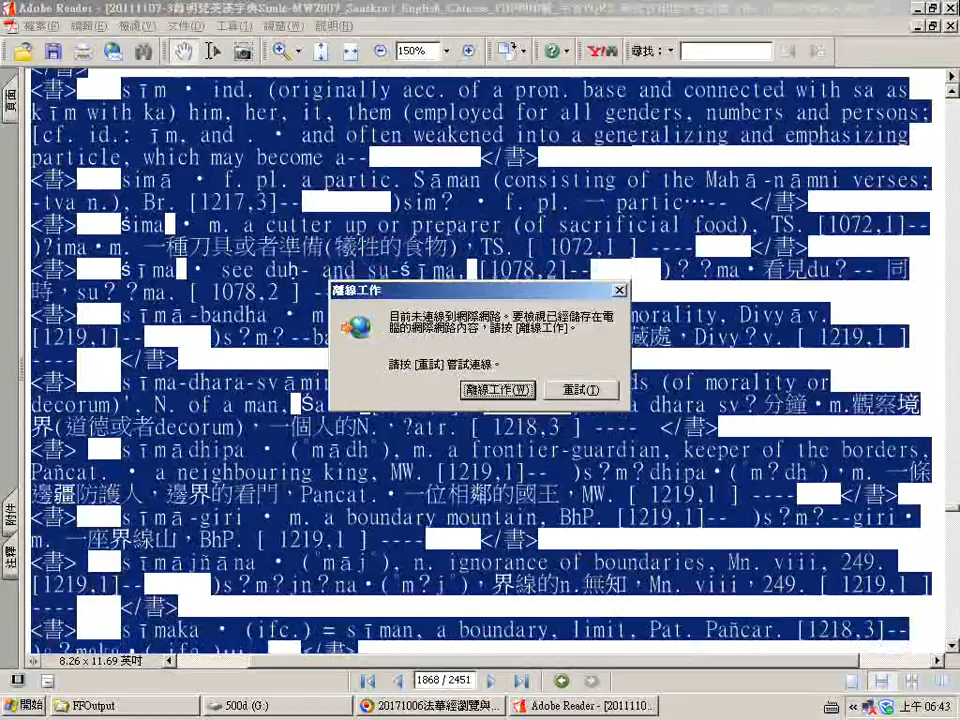 Adobe Reader - [20111107-3
檔案(F) 編輯(E) 檢視(V) 文件(D) 工具(T) 視窗(W) 說明(H)
150% 尋找：
頁面
附件
注釋
<書> sīm • ind. (originally acc. of a pron. base and connected with sa as
kīm with ka) him, her, it, them (employed for all genders, numbers and persons;
[cf. id.: īm, and • and often weakened into a generalizing and emphasizing
particle, which may become a-- </書>
<書> simā • f. pl. a partic. Sāman (consisting of the Mahā-nāmni verses;
-tva n.), Br. [1217,3]-- )sim? • f. pl. 一 partic… -- </書>
<書> śima • m. a cutter up or preparer (of sacrificial food), TS. [1072,1]--
)?ima•m. 一種刀具或者準備(犧牲的食物)，TS. [ 1072,1 ] ---- </書>
<書> śīma • see duḥ- and su-śīma, [1078,2]-- )??ma•看見du?-- 同
時，su??ma. [ 1078,2 ] ----
<書> sīmā-bandha • morality, Divyāv.
[1219,1]-- )s?m?--bandha 藏處，Divy?v. [
---- </書>
<書> sīmā-dhara-svāmin ds (of morality or
decorum)', N. of a man, Śa dhara sv?分鐘•m.觀察境
界(道德或者decorum)，一個人的N.，?atr. [ 1218,3 ] ---- </書>
<書> sīmādhipa • (°mādh°), m. a frontier-guardian, keeper of the borders,
Pañcat. • a neighbouring king, MW. [1219,1]-- )s?m?dhipa•(°m?dh°)，m. 一條
邊疆防護人，邊界的看門，Pancat.•一位相鄰的國王，MW. [ 1219,1 ] ---- </書>
<書> sīmā-giri • m. a boundary mountain, BhP. [1219,1]-- )s?m?--giri•
m. 一座界線山，BhP. [ 1219,1 ] ---- </書>
<書> sīmājñāna • (°māj°), n. ignorance of boundaries, Mn. viii, 249.
[1219,1]-- )s?m?jn?na•(°m?j°)，界線的n.無知，Mn. viii，249. [ 1219,1 ]
---- </書>
<書> sīmaka • (ifc.) = sīman, a boundary, limit, Pat. Pañcar. [1218,3]--
離線工作
目前未連線到網際網路。要檢視已經儲存在電
腦的網際網路內容，請按 [離線工作]。
請按 [重試] 嘗試連線。
離線工作(W) 重試(T)
8.26 x 11.69 英吋
1868 / 2451
開始 FFOutput 500d (G:) 20171006法華經瀏覽與... Adobe Reader - [2011110... 上午 06:43